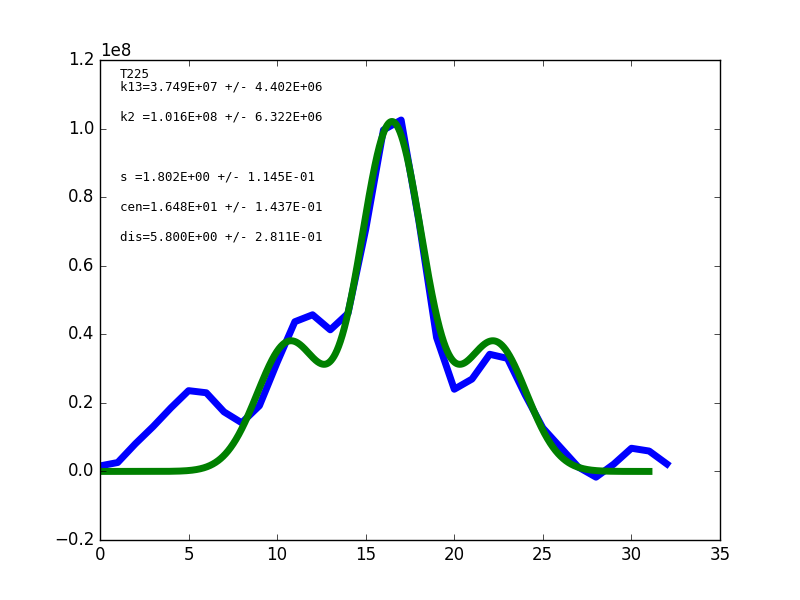 1e8
1.2
1.0
0.8
0.6
0.4
0.2
0.0
−0.2
T225
k13=3.749E+07 +/- 4.402E+06
k2 =1.016E+08 +/- 6.322E+06
s =1.802E+00 +/- 1.145E-01
cen=1.648E+01 +/- 1.437E-01
dis=5.800E+00 +/- 2.811E-01
0 5 10 15 20 25 30 35